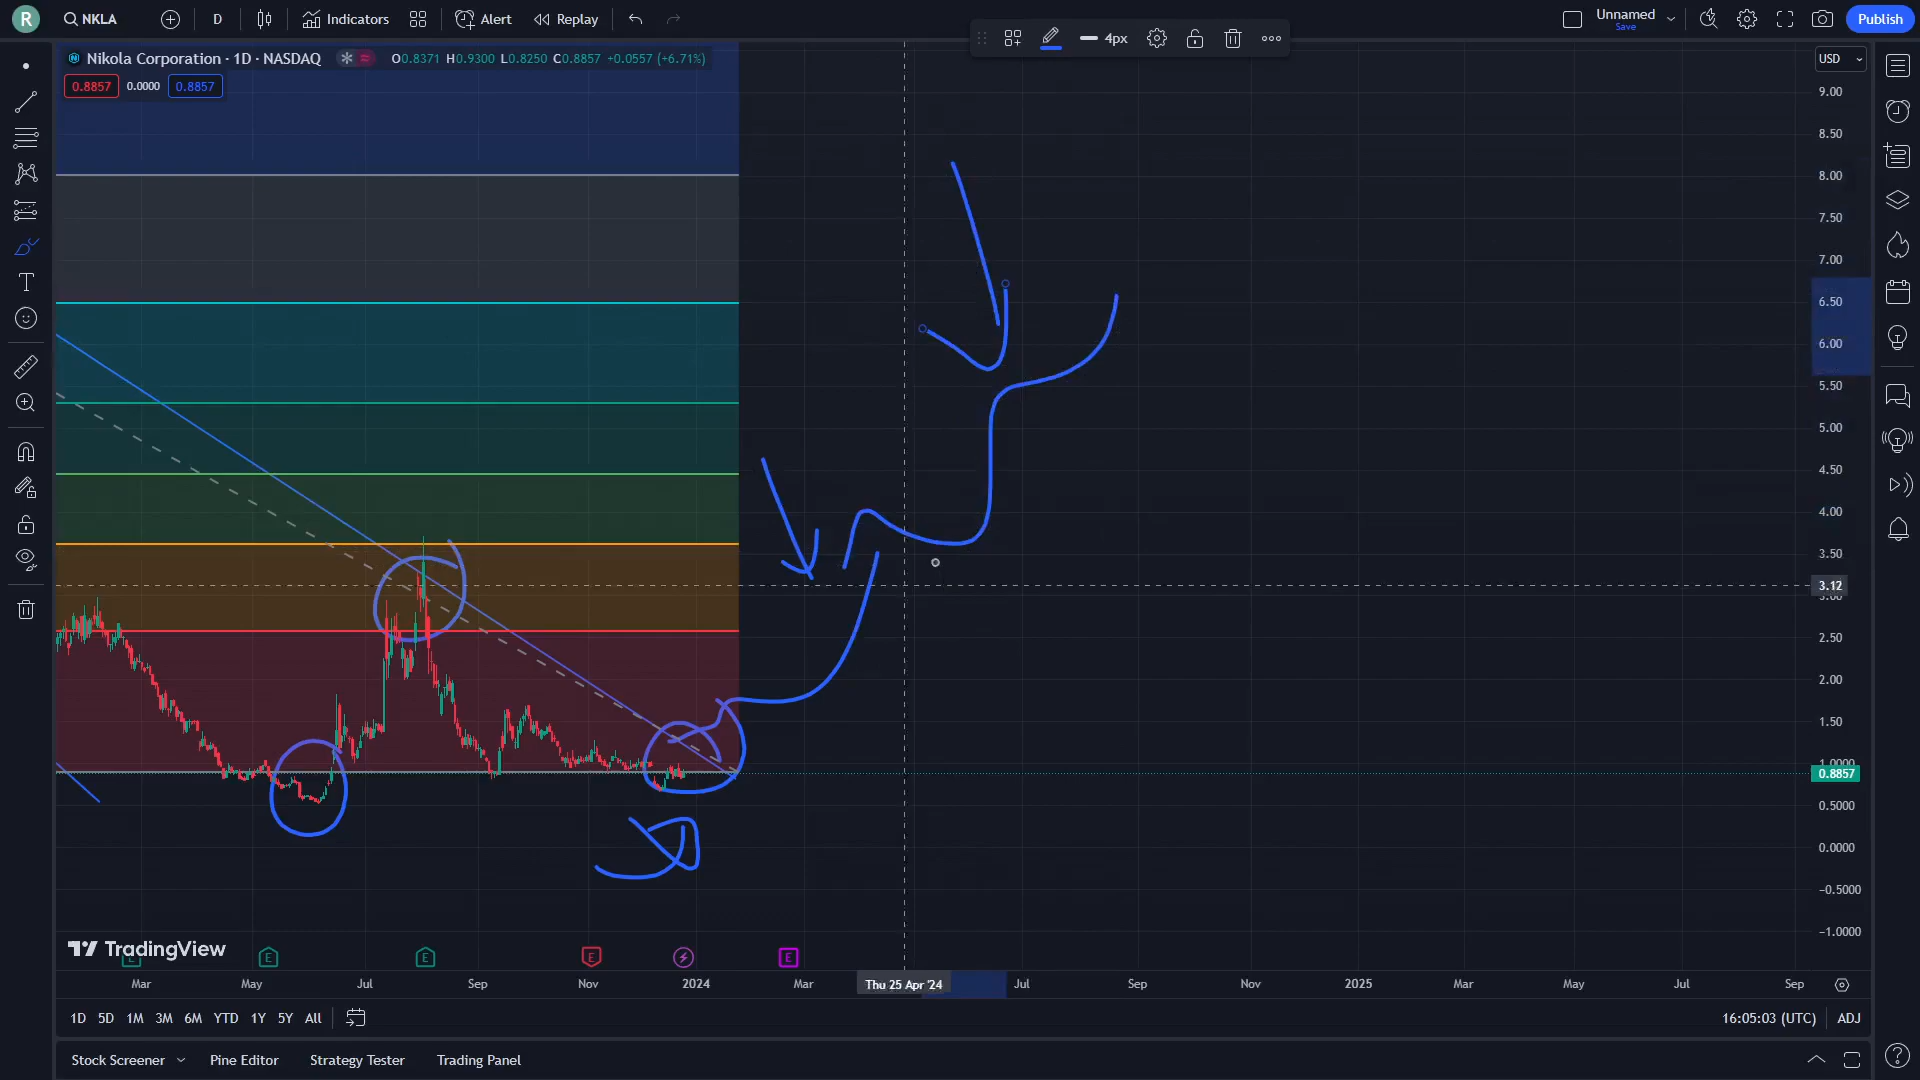 R
NKLA
D
Indicators
Alert
Replay
4px
Unnamed
Save
Publish
Nikola Corporation · 1D · NASDAQ
O0.8371 H0.9300 L0.8250 C0.8857 +0.0557 (+6.71%)
0.8857 0.0000 0.8857
USD
9.00
8.50
8.00
7.50
7.00
6.50
6.00
5.50
5.00
4.50
4.00
3.50
3.12
3.00
2.50
2.00
1.50
1.0000
0.8857
0.5000
0.0000
−0.5000
−1.0000
TradingView
E E E E E
Mar May Jul Sep Nov 2024 Mar Thu 25 Apr '24 Jul Sep Nov 2025 Mar May Jul Sep
1D 5D 1M 3M 6M YTD 1Y 5Y All
16:05:03 (UTC) ADJ
Stock Screener Pine Editor Strategy Tester Trading Panel